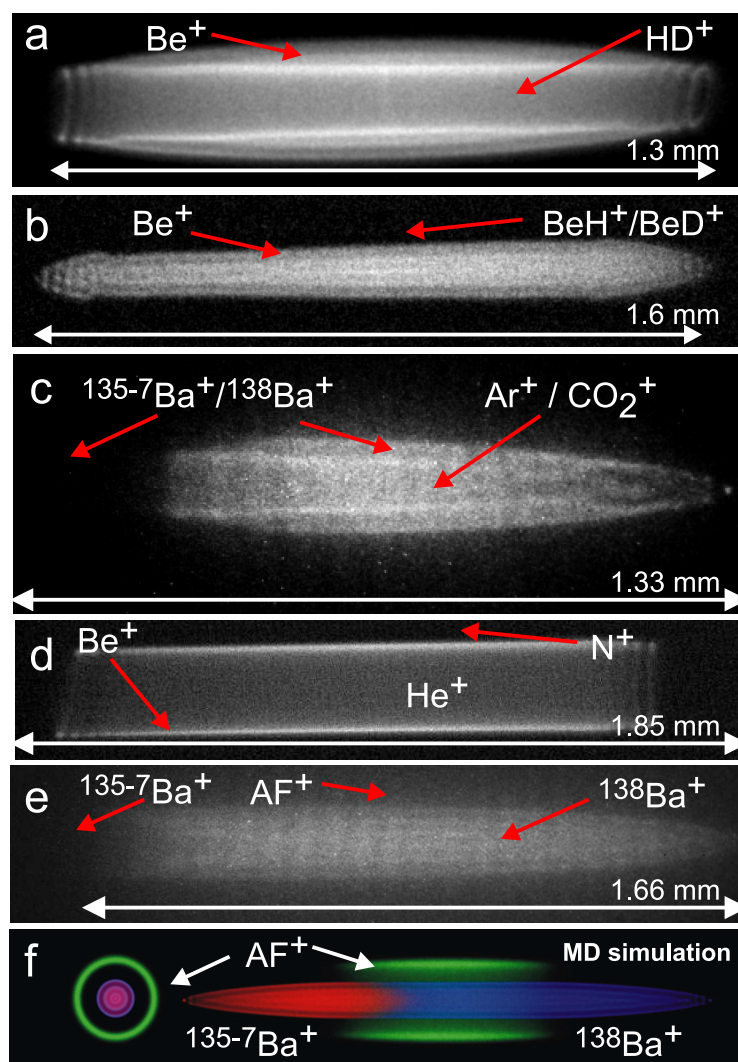 a
Be⁺
HD⁺
1.3 mm
b
Be⁺
BeH⁺/BeD⁺
1.6 mm
c
¹³⁵⁻⁷Ba⁺/¹³⁸Ba⁺
Ar⁺ / CO₂⁺
1.33 mm
d
Be⁺
N⁺
He⁺
1.85 mm
e
¹³⁵⁻⁷Ba⁺
AF⁺
¹³⁸Ba⁺
1.66 mm
f
AF⁺
MD simulation
¹³⁵⁻⁷Ba⁺
¹³⁸Ba⁺